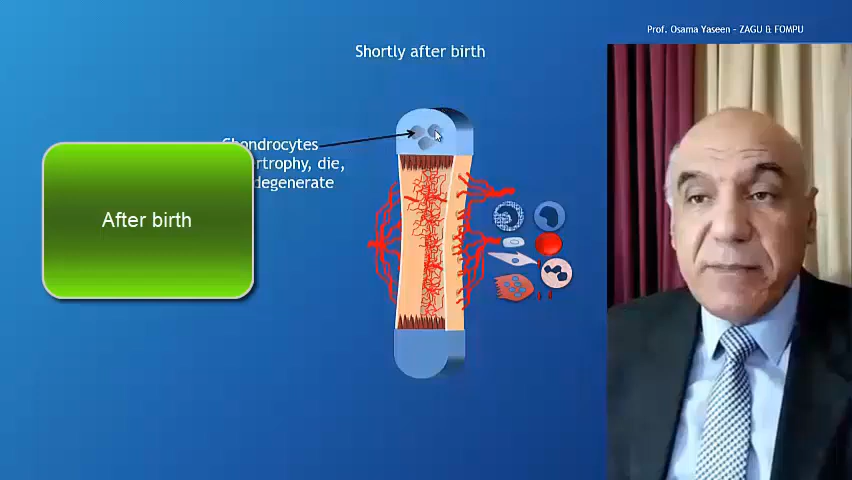 Prof. Osama Yaseen – ZAGU & FOMPU
Shortly after birth
Chondrocytes
die,
degenerate
After birth